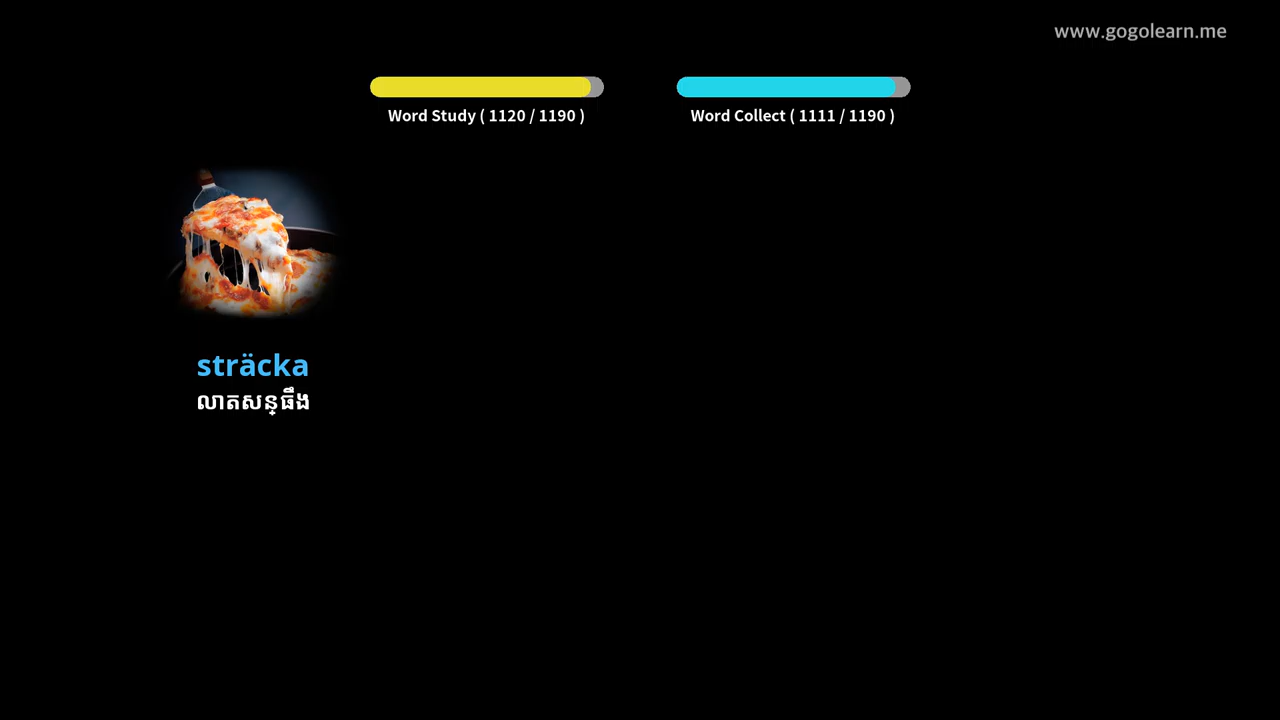 www.gogolearn.me
Word Study ( 1120 / 1190 )
Word Collect ( 1111 / 1190 )
sträcka
លាតសន្ធឹង